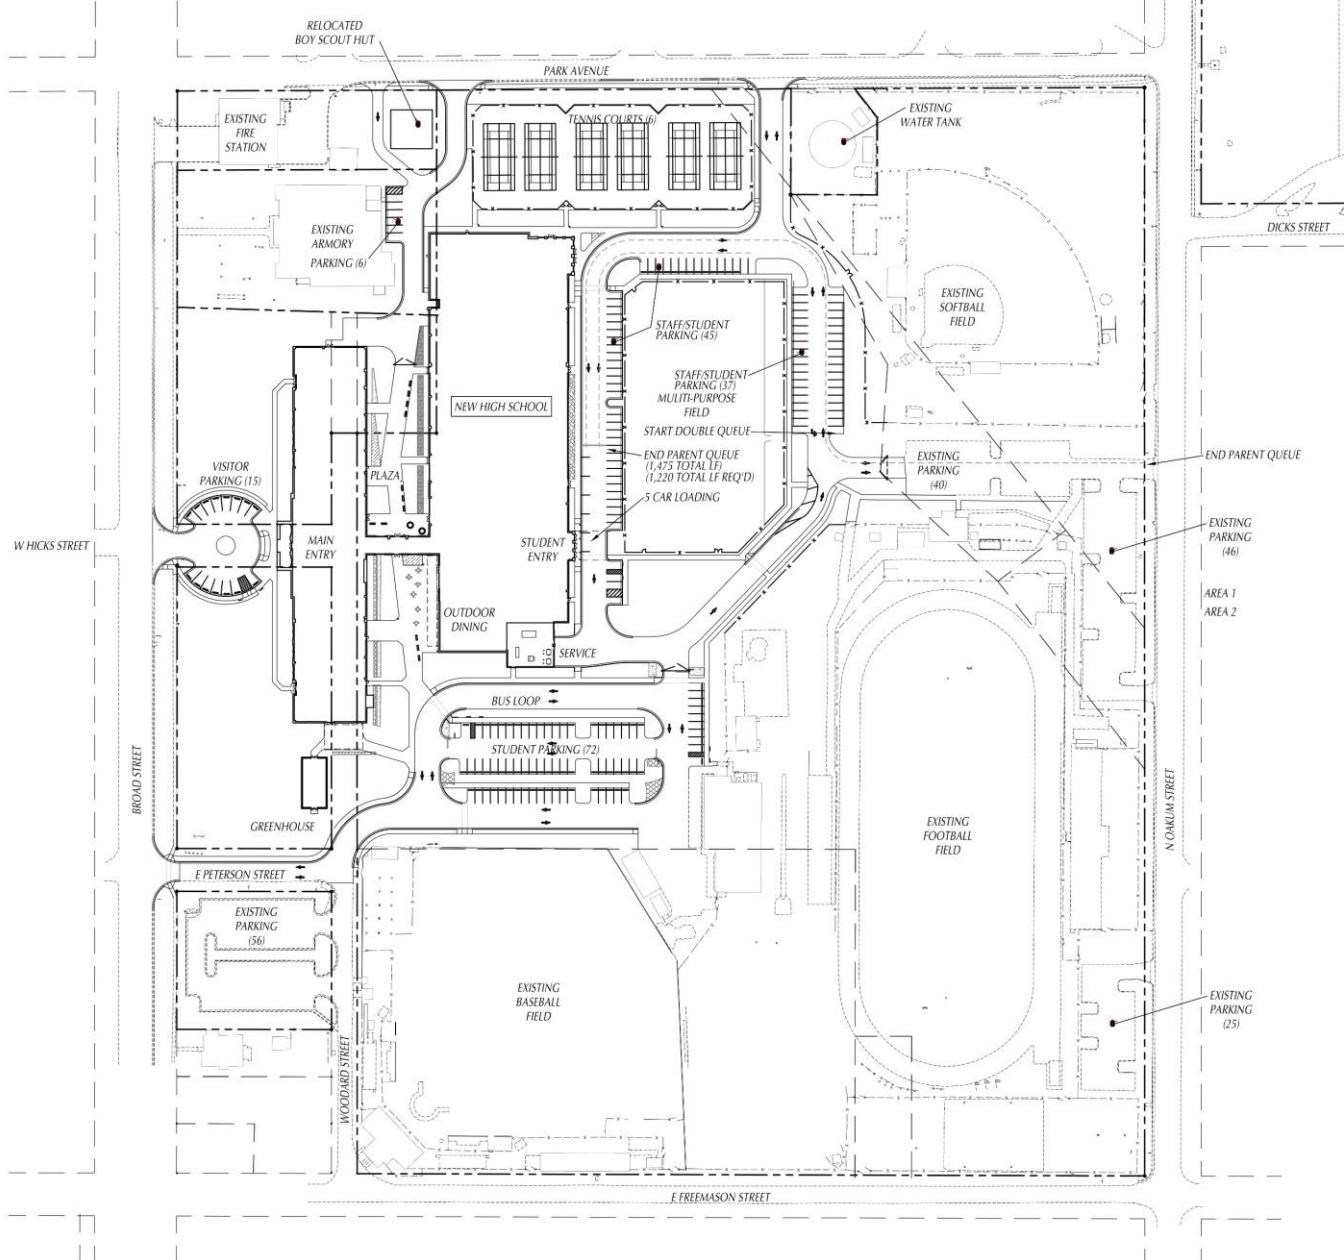 RELOCATED
BOY SCOUT HUT
PARK AVENUE
EXISTING
FIRE
STATION
TENNIS COURTS (6)
EXISTING
WATER TANK
DICKS STREET
EXISTING
ARMORY
PARKING (6)
EXISTING
SOFTBALL
FIELD
STAFF/STUDENT
PARKING (45)
STAFF/STUDENT
PARKING (37)
MULITI-PURPOSE
FIELD
NEW HIGH SCHOOL
START DOUBLE QUEUE
END PARENT QUEUE
(1,475 TOTAL LF)
(1,220 TOTAL LF REQ'D)
5 CAR LOADING
EXISTING
PARKING
(40)
END PARENT QUEUE
VISITOR
PARKING (15)
PLAZA
W HICKS STREET
MAIN
ENTRY
STUDENT
ENTRY
EXISTING
PARKING
(46)
AREA 1
AREA 2
OUTDOOR
DINING
SERVICE
BUS LOOP
STUDENT PARKING (72)
BROAD STREET
GREENHOUSE
N OAKUM STREET
EXISTING
FOOTBALL
FIELD
E PETERSON STREET
EXISTING
PARKING
(56)
EXISTING
BASEBALL
FIELD
EXISTING
PARKING
(25)
WOODARD STREET
E FREEMASON STREET